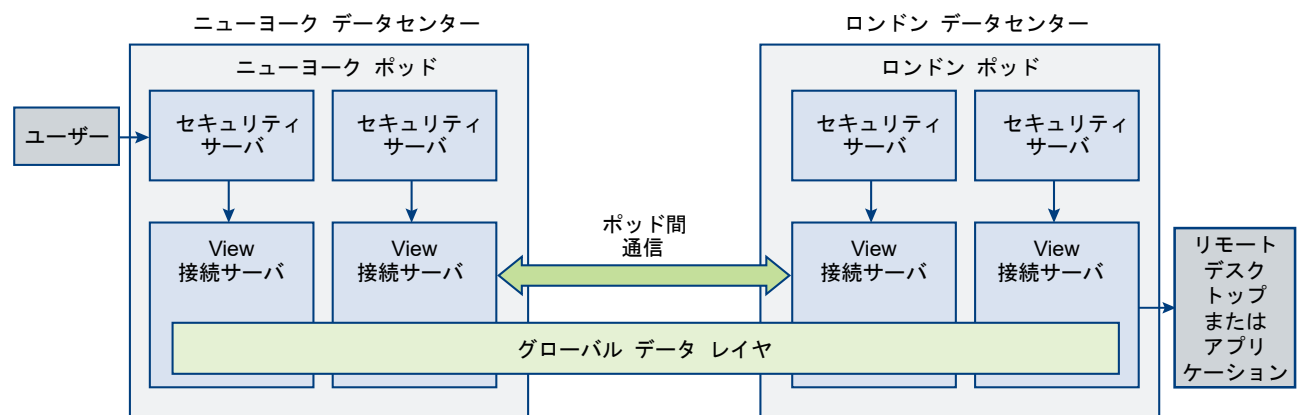 ニューヨーク データセンター
ロンドン データセンター
ニューヨーク ポッド
ロンドン ポッド
ユーザー
セキュリティ
サーバ
セキュリティ
サーバ
セキュリティ
サーバ
セキュリティ
サーバ
View
接続サーバ
View
接続サーバ
ポッド間
通信
View
接続サーバ
View
接続サーバ
リモート
デスク
トップ
または
アプリ
ケーション
グローバル データ レイヤ